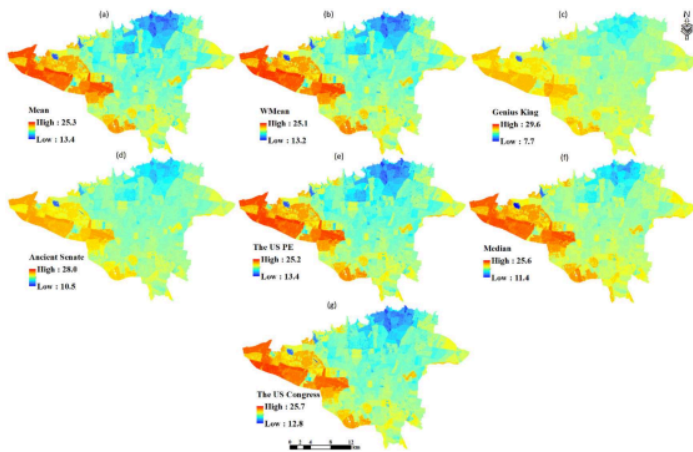 (a)
(b)
(c)
N
Mean
High : 25.3
Low : 13.4
WMean
High : 25.1
Low : 13.2
Genius King
High : 29.6
Low : 7.7
(d)
(e)
(f)
Ancient Senate
High : 28.0
Low : 10.5
The US PE
High : 25.2
Low : 13.4
Median
High : 25.6
Low : 11.4
(g)
The US Congress
High : 25.7
Low : 12.8